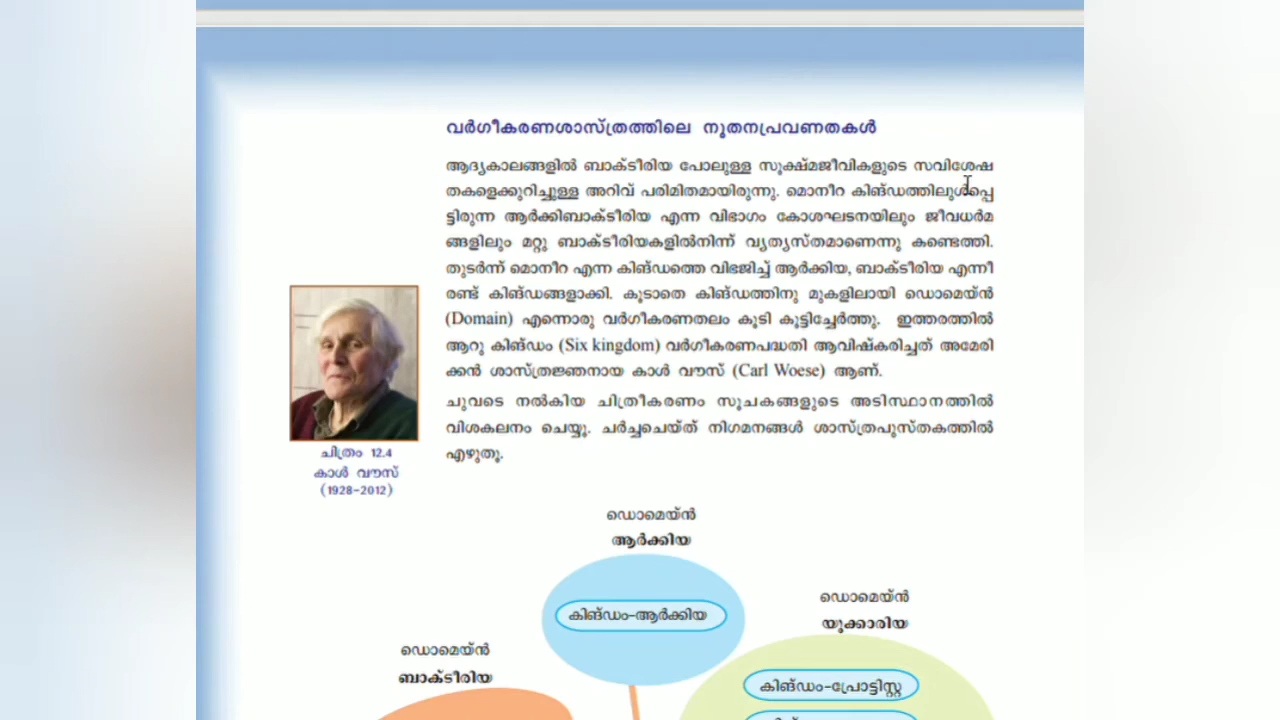 വർഗീകരണശാസ്ത്രത്തിലെ നൂതനപ്രവണതകൾ
ആദ്യകാലങ്ങളിൽ ബാക്ടീരിയ പോലുള്ള സൂക്ഷ്മജീവികളുടെ സവിശേഷ
തകളെക്കുറിച്ചുള്ള അറിവ് പരിമിതമായിരുന്നു. മൊനീറ കിങ്ഡത്തിലുൾപ്പെ
ട്ടിരുന്ന ആർക്കിബാക്ടീരിയ എന്ന വിഭാഗം കോശഘടനയിലും ജീവധർമ
ങ്ങളിലും മറ്റു ബാക്ടീരിയകളിൽനിന്ന് വ്യത്യസ്തമാണെന്നു കണ്ടെത്തി.
തുടർന്ന് മൊനീറ എന്ന കിങ്ഡത്തെ വിഭജിച്ച് ആർക്കിയ, ബാക്ടീരിയ എന്നീ
രണ്ട് കിങ്ഡങ്ങളാക്കി. കൂടാതെ കിങ്ഡത്തിനു മുകളിലായി ഡൊമെയ്ൻ
(Domain) എന്നൊരു വർഗീകരണതലം കൂടി കൂട്ടിച്ചേർത്തു. ഇത്തരത്തിൽ
ആറു കിങ്ഡം (Six kingdom) വർഗീകരണപദ്ധതി ആവിഷ്കരിച്ചത് അമേരി
ക്കൻ ശാസ്ത്രജ്ഞനായ കാൾ വൗസ് (Carl Woese) ആണ്.
ചുവടെ നൽകിയ ചിത്രീകരണം സൂചകങ്ങളുടെ അടിസ്ഥാനത്തിൽ
വിശകലനം ചെയ്യൂ. ചർച്ചചെയ്ത് നിഗമനങ്ങൾ ശാസ്ത്രപുസ്തകത്തിൽ
എഴുതൂ.
ചിത്രം 12.4
കാൾ വൗസ്
(1928-2012)
ഡൊമെയ്ൻ
ആർക്കിയ
കിങ്ഡം-ആർക്കിയ
ഡൊമെയ്ൻ
യൂക്കാരിയ
കിങ്ഡം-പ്രോട്ടിസ്റ്റ
ഡൊമെയ്ൻ
ബാക്ടീരിയ